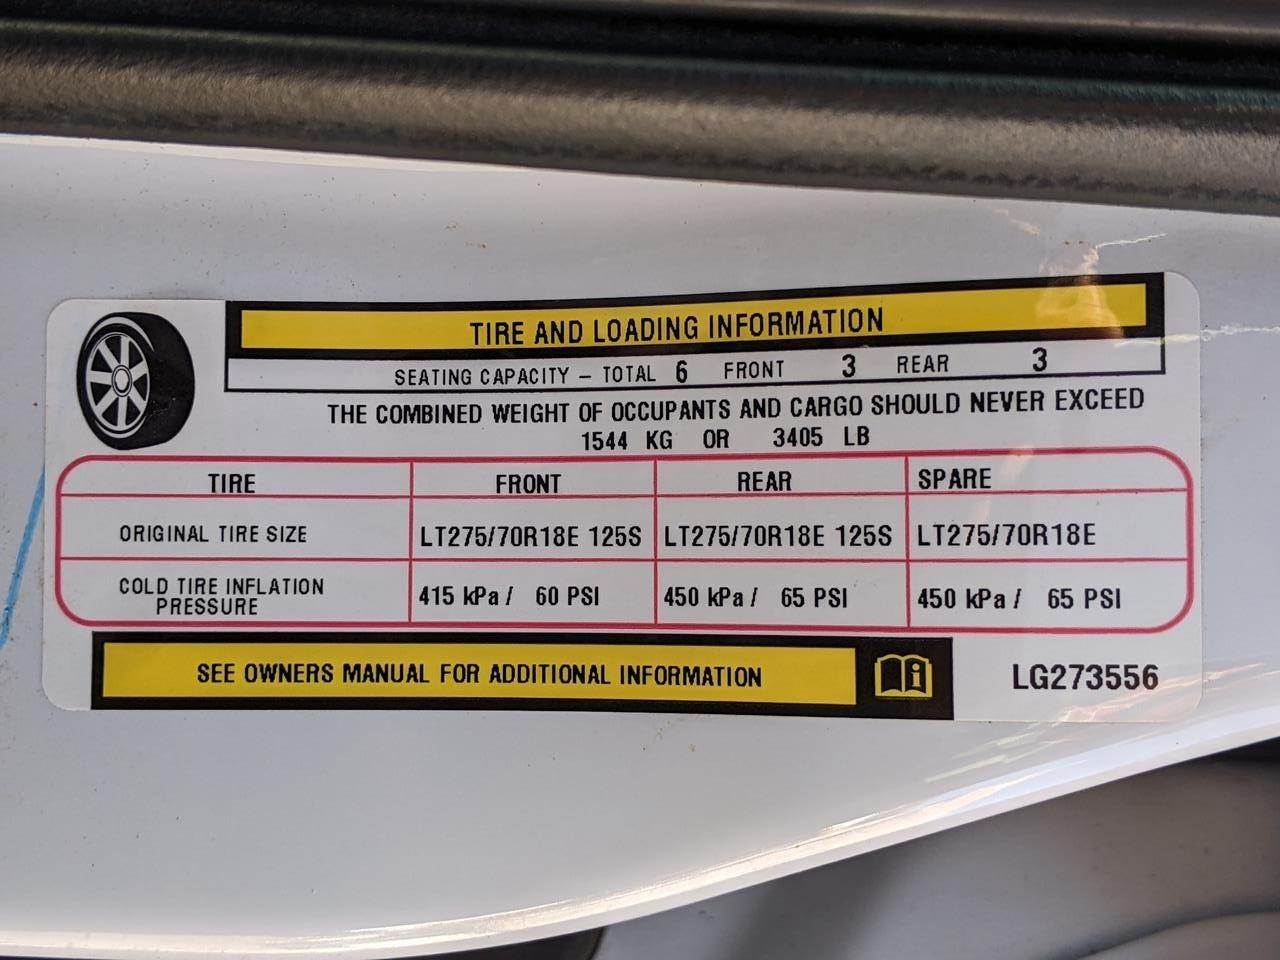 TIRE AND LOADING INFORMATION
SEATING CAPACITY – TOTAL 6 FRONT 3 REAR 3
THE COMBINED WEIGHT OF OCCUPANTS AND CARGO SHOULD NEVER EXCEED
1544 KG OR 3405 LB
TIRE FRONT REAR SPARE
ORIGINAL TIRE SIZE LT275/70R18E 125S LT275/70R18E 125S LT275/70R18E
COLD TIRE INFLATION
PRESSURE 415 kPa / 60 PSI 450 kPa / 65 PSI 450 kPa / 65 PSI
SEE OWNERS MANUAL FOR ADDITIONAL INFORMATION i LG273556